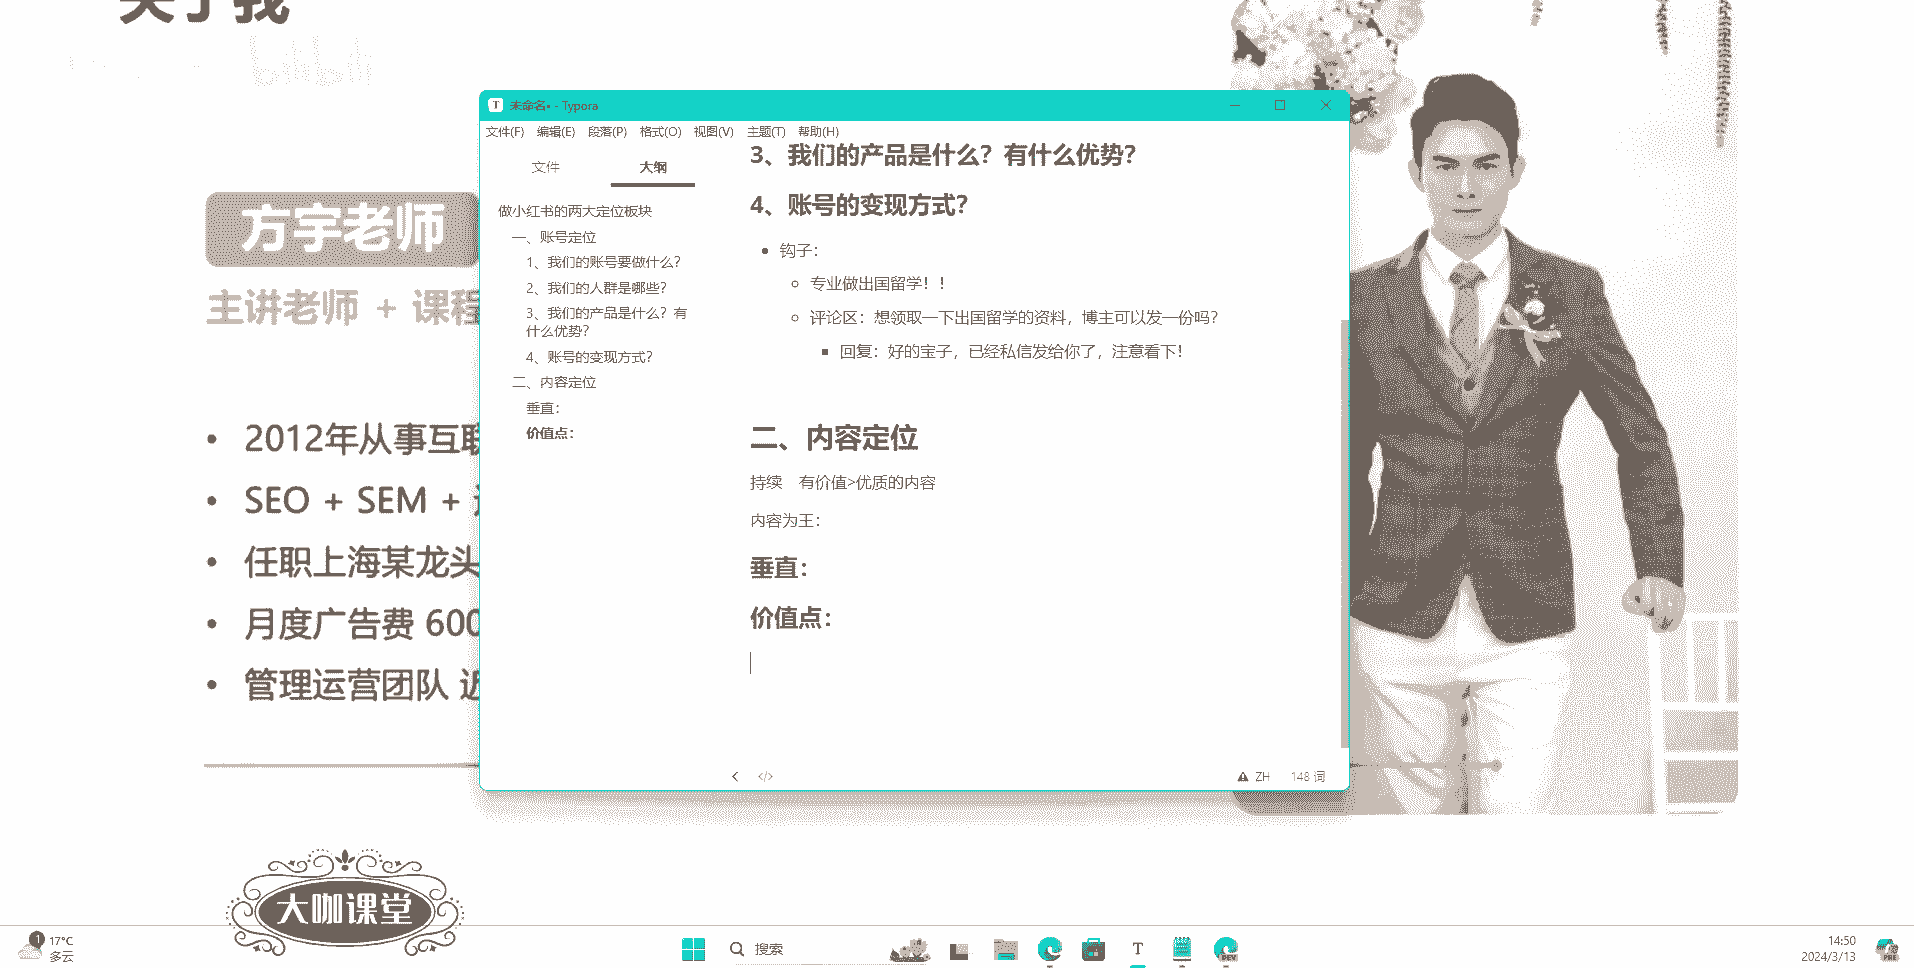 关于我
bilibili
方宇老师
主讲老师 + 课程
2012年从事互联
SEO + SEM +
任职上海某龙头
月度广告费 600
管理运营团队 近
未命名• - Typora
文件(F) 编辑(E) 段落(P) 格式(O) 视图(V) 主题(T) 帮助(H)
文件 大纲
做小红书的两大定位板块
一、账号定位
1、我们的账号要做什么？
2、我们的人群是哪些？
3、我们的产品是什么？有
什么优势？
4、账号的变现方式？
二、内容定位
垂直：
价值点：
3、我们的产品是什么？有什么优势？
4、账号的变现方式？
钩子：
专业做出国留学！！
评论区：想领取一下出国留学的资料，博主可以发一份吗？
回复：好的宝子，已经私信发给你了，注意看下！
二、内容定位
持续 有价值>优质的内容
内容为王：
垂直：
价值点：
</> ZH 148 词
大咖课堂
1
17°C
多云
搜索
T
DEV
14:50
2024/3/13
PRE